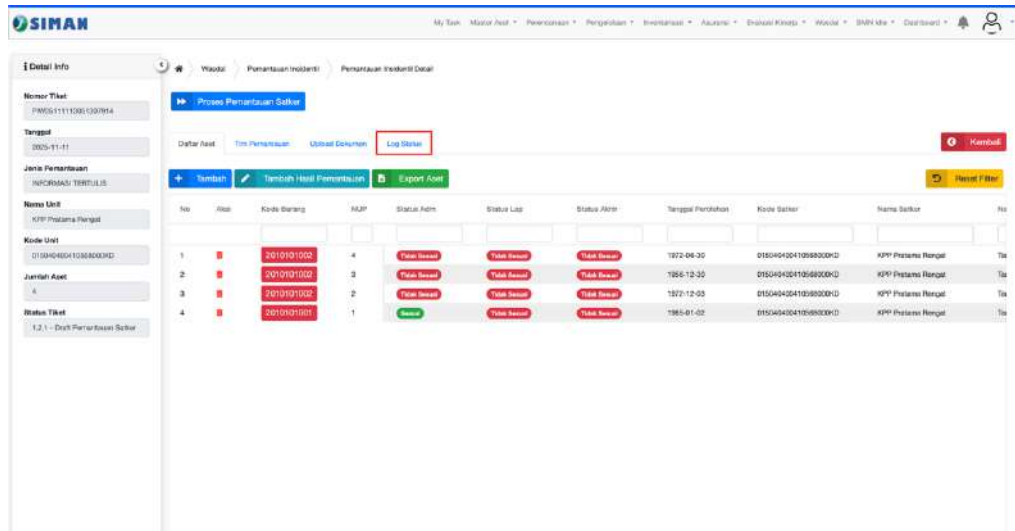 SIMAN
My Task Master Aset Perencanaan Pengelolaan Inventarisasi Asuransi Evaluasi Kinerja Wasdal BMN Idle Dashboard
Detail Info
Wasdal Pemantauan Insidentil Pemantauan Insidentil Detail
Nomor Tiket
Proses Pemantauan Satker
Tanggal
2025-11-11
Daftar Aset Tim Pemantauan Upload Dokumen Log Status Kembali
Jenis Pemantauan
INFORMASI TERTULIS
+ Tambah Tambah Hasil Pemantauan Export Aset Reset Filter
Nama Unit
KPP Pratama Rengat
No Aksi Kode Barang NUP Status Adm Status Lap Status Akhir Tanggal Perolehan Kode Satker Nama Satker
Kode Unit
Jumlah Aset
4
Status Tiket
1.2.1 - Draft Pemantauan Satker
1 2010101002 4 Tidak Sesuai Tidak Sesuai Tidak Sesuai 1972-06-30 KPP Pratama Rengat
2 2010101002 3 Tidak Sesuai Tidak Sesuai Tidak Sesuai KPP Pratama Rengat
3 2010101002 2 Tidak Sesuai Tidak Sesuai Tidak Sesuai 1972-12-03 KPP Pratama Rengat
4 2010101001 1 Sesuai Tidak Sesuai Tidak Sesuai 1985-01-02 KPP Pratama Rengat